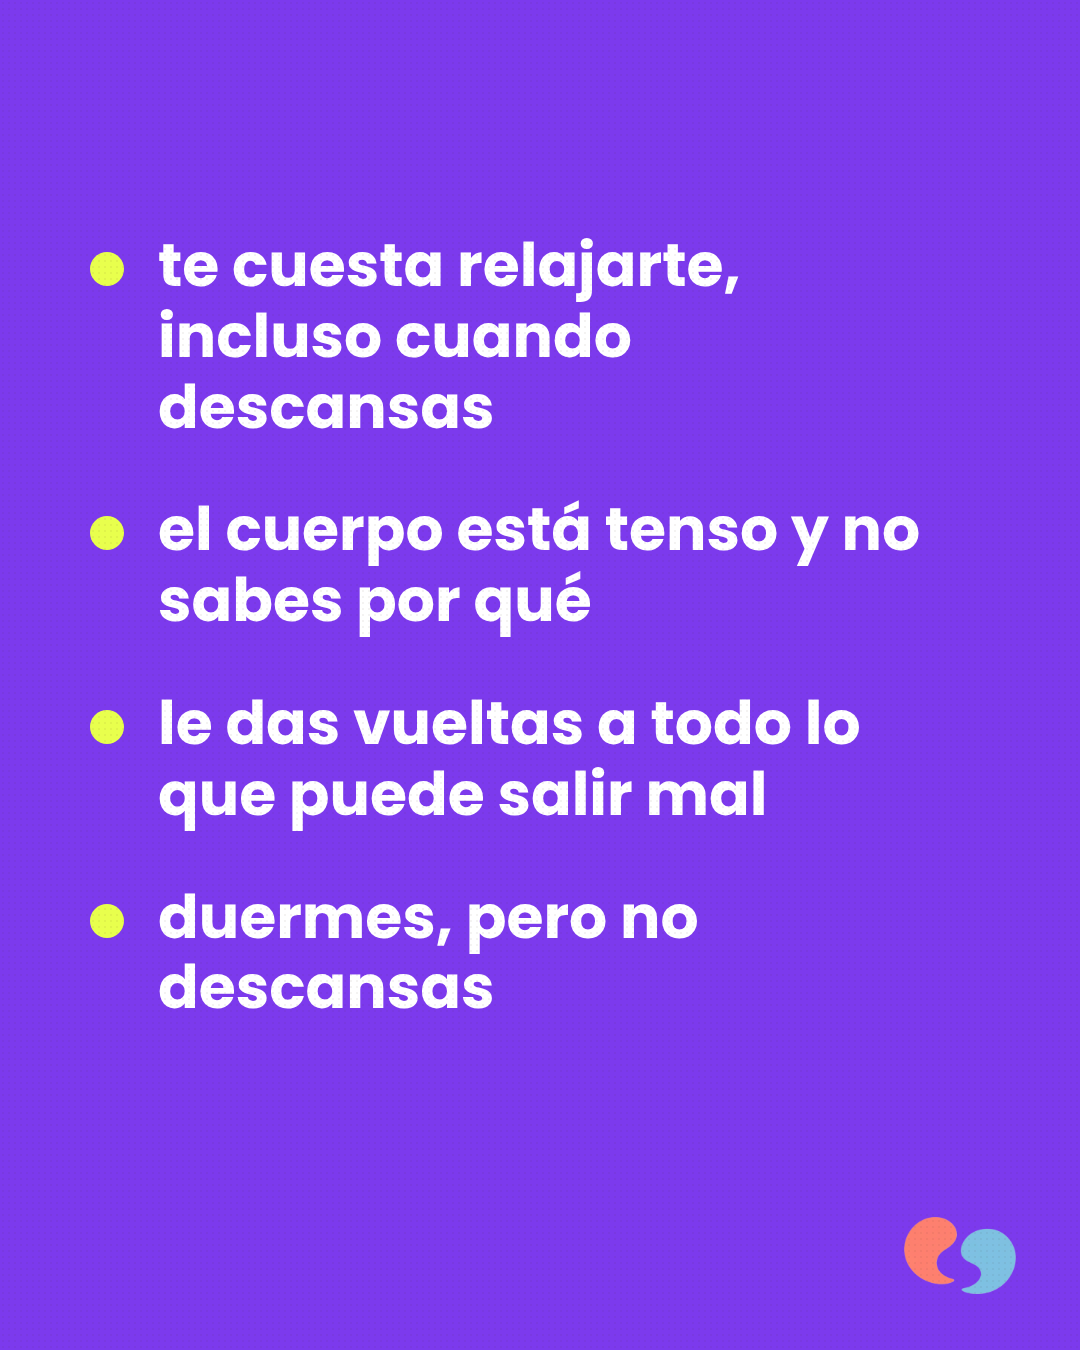 te cuesta relajarte,
incluso cuando
descansas
el cuerpo está tenso y no
sabes por qué
le das vueltas a todo lo
que puede salir mal
duermes, pero no
descansas